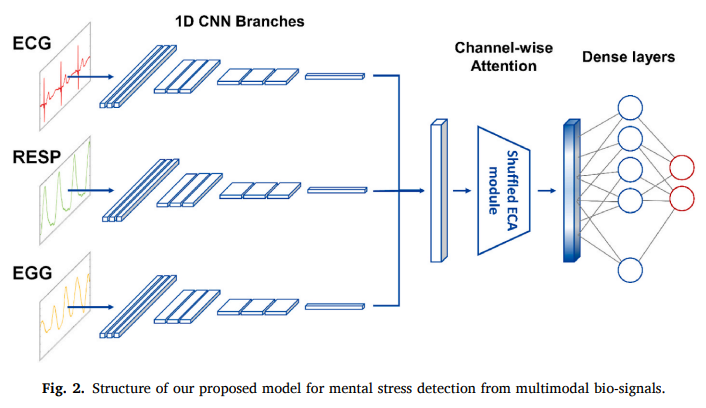 1D CNN Branches
ECG
Channel-wise
Attention
Dense layers
RESP
Shuffled ECA
module
EGG
Fig. 2. Structure of our proposed model for mental stress detection from multimodal bio-signals.